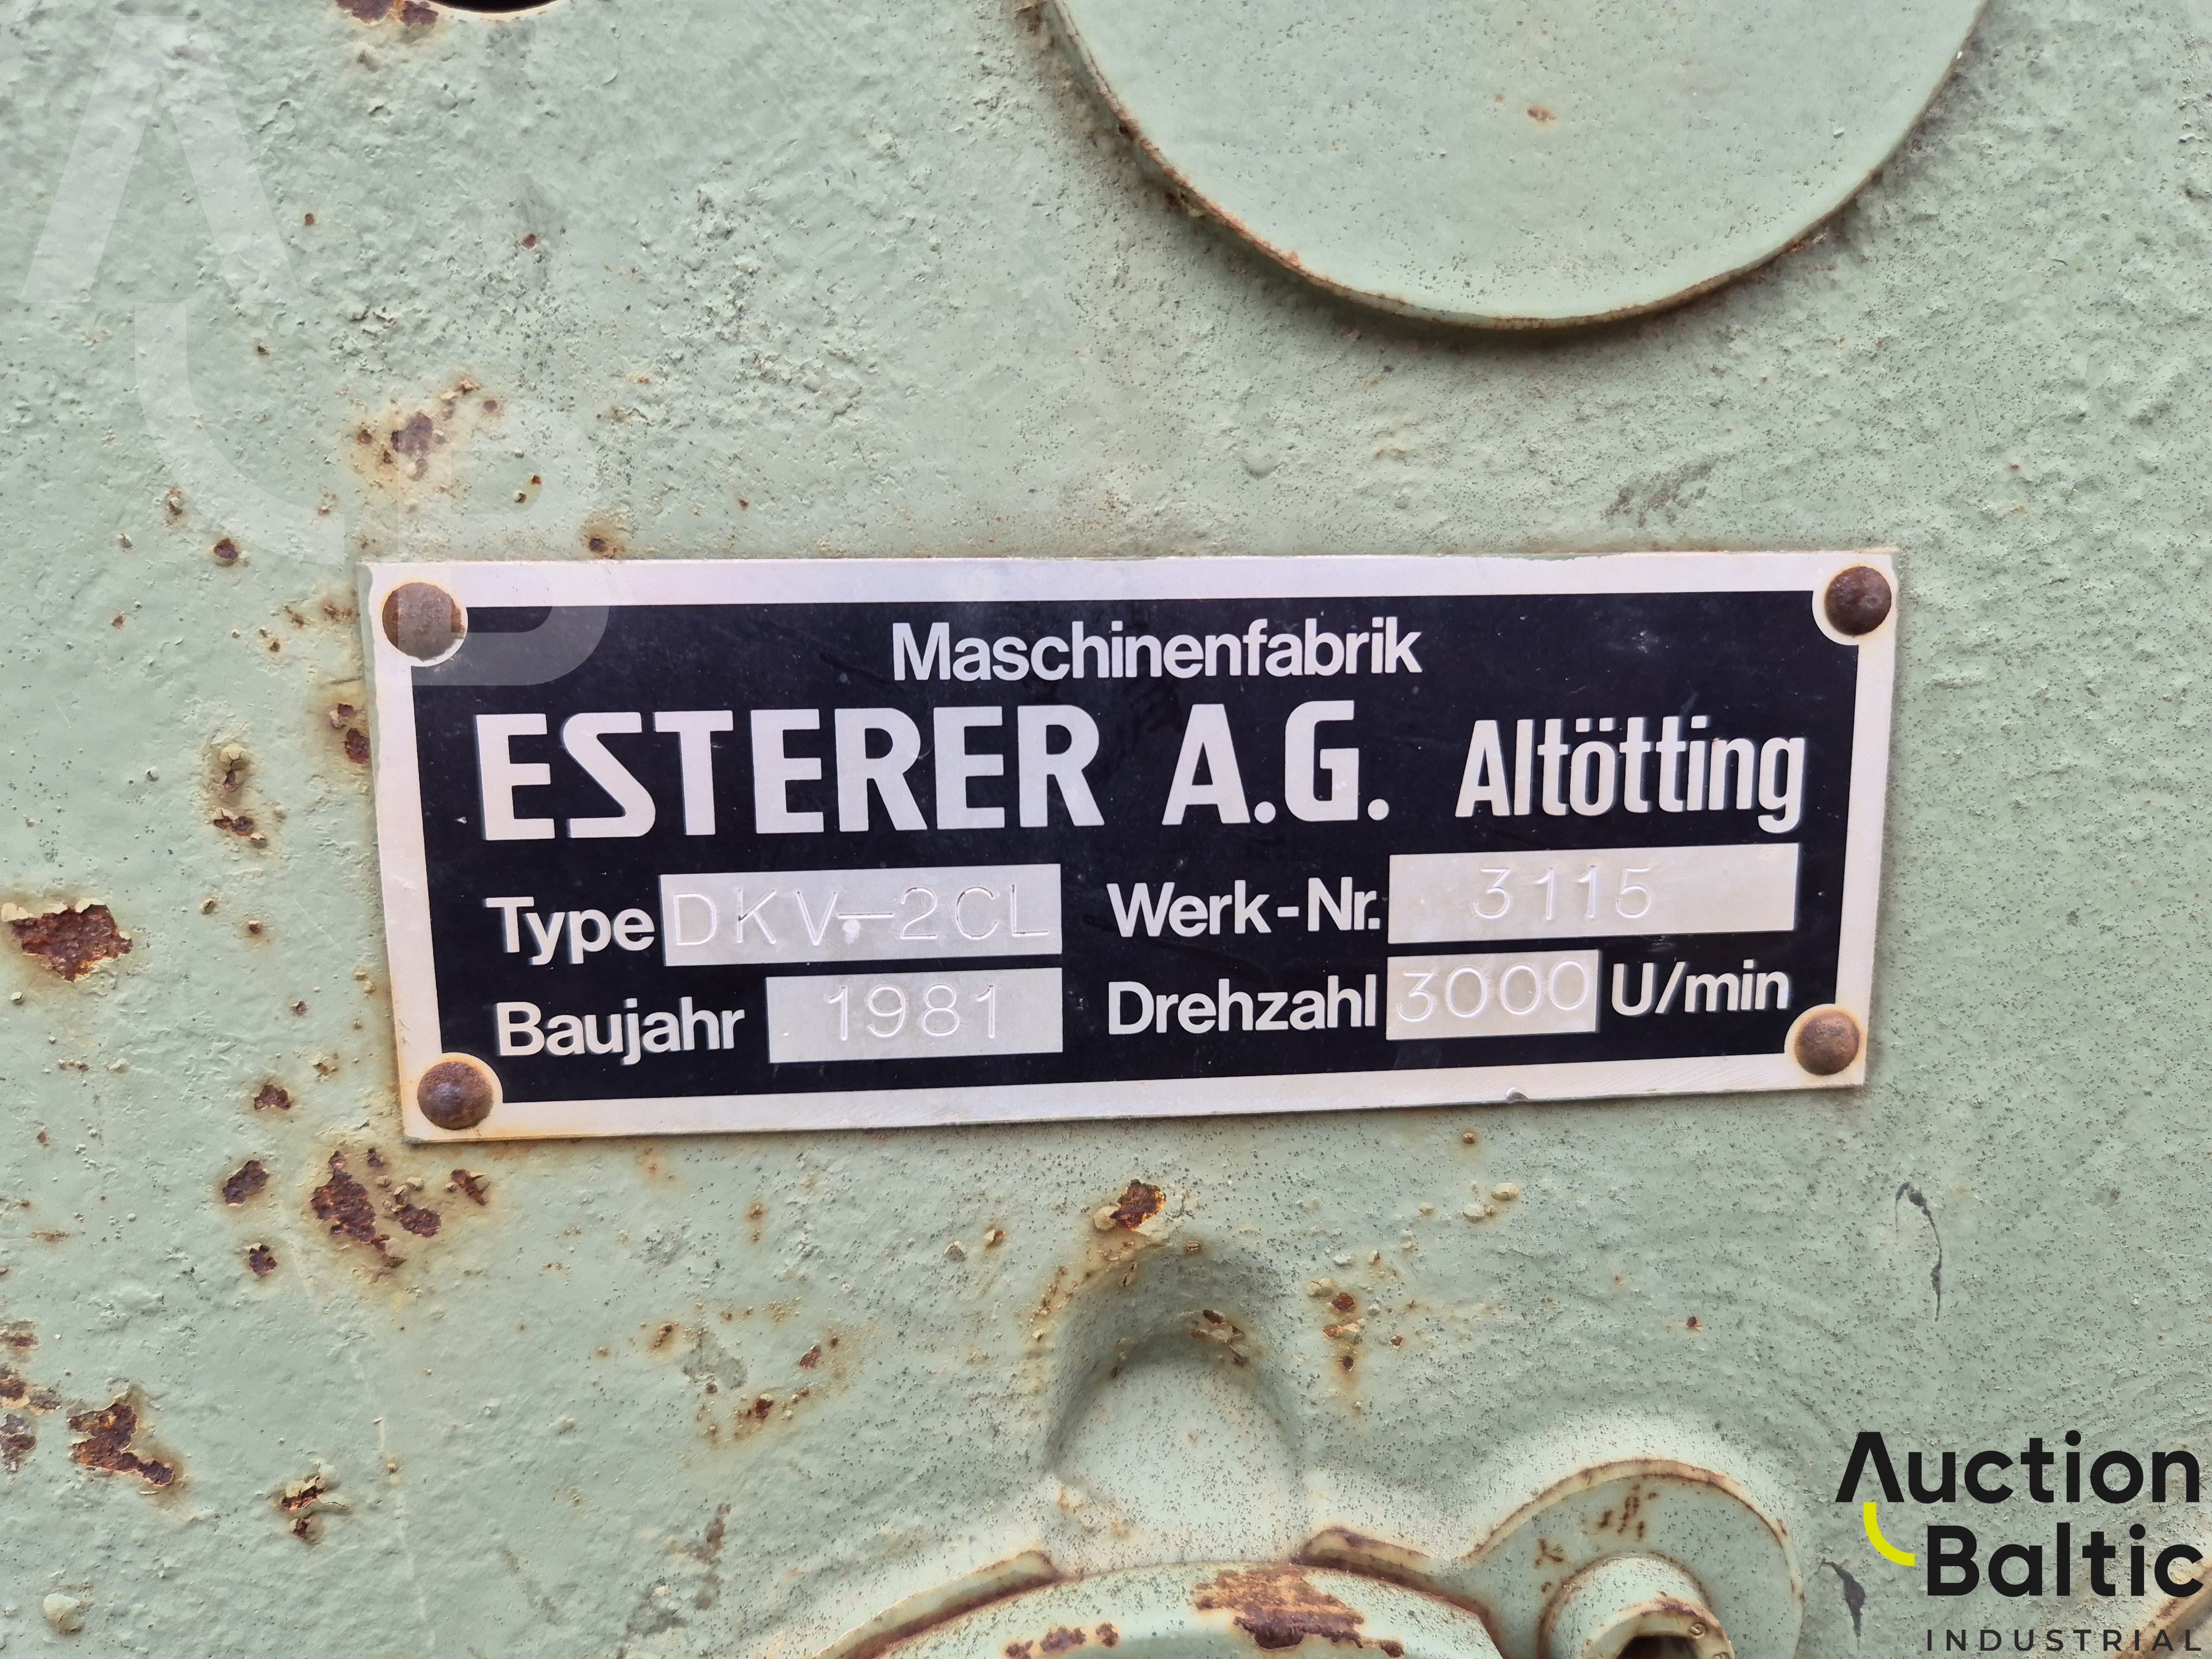 Maschinenfabrik
ESTERER A.G. Altötting
Type DKV-2CL Werk-Nr. 3115
Baujahr 1981 Drehzahl 3000 U/min
Auction
Baltic
INDUSTRIAL